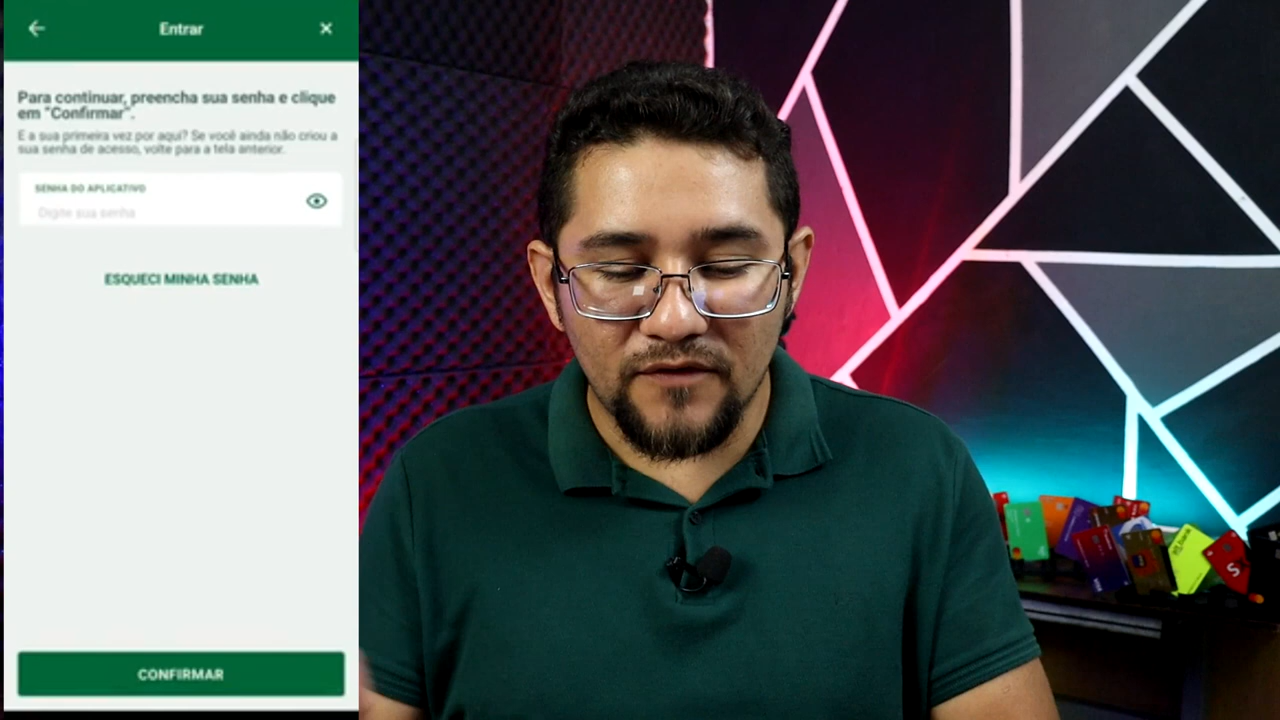 Entrar
Para continuar, preencha sua senha e clique
em "Confirmar".
E a sua primeira vez por aqui? Se você ainda não criou a
sua senha de acesso, volte para a tela anterior.
SENHA DO APLICATIVO
Digite sua senha
ESQUECI MINHA SENHA
CONFIRMAR